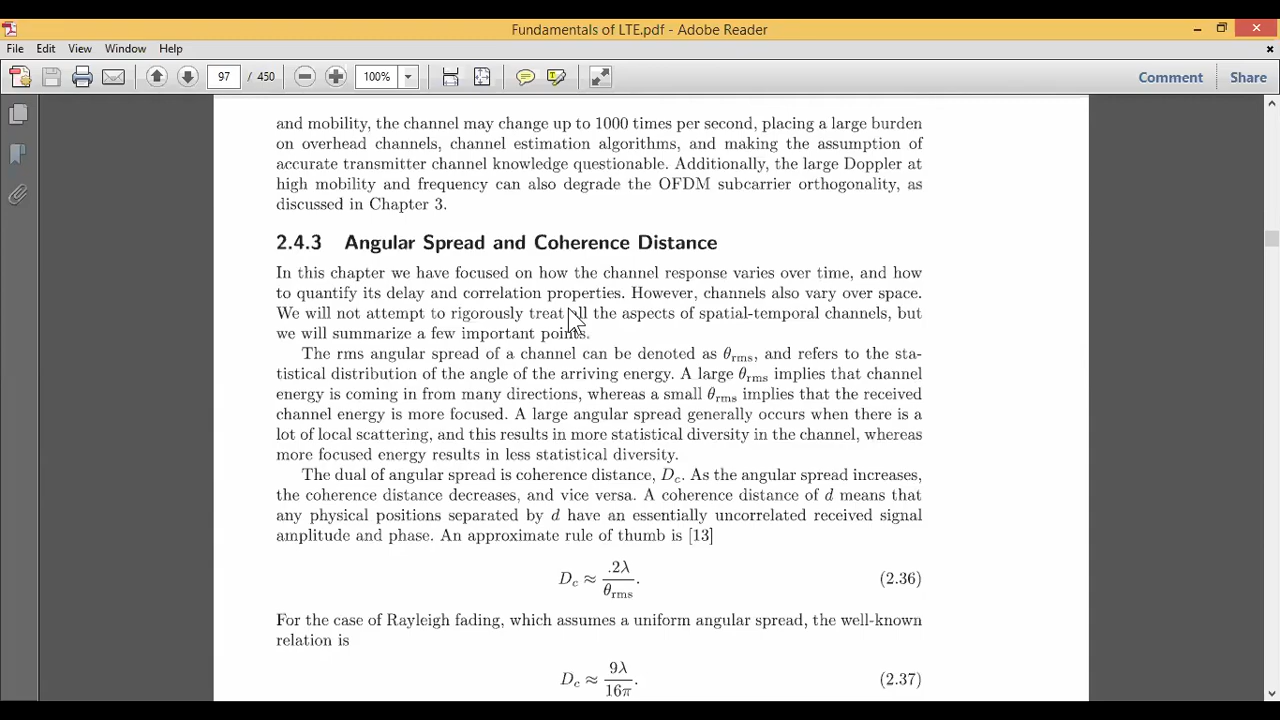 Fundamentals of LTE.pdf - Adobe Reader
File Edit View Window Help
97 / 450 100% Comment Share
and mobility, the channel may change up to 1000 times per second, placing a large burden
on overhead channels, channel estimation algorithms, and making the assumption of
accurate transmitter channel knowledge questionable. Additionally, the large Doppler at
high mobility and frequency can also degrade the OFDM subcarrier orthogonality, as
discussed in Chapter 3.
2.4.3 Angular Spread and Coherence Distance
In this chapter we have focused on how the channel response varies over time, and how
to quantify its delay and correlation properties. However, channels also vary over space.
We will not attempt to rigorously treat all the aspects of spatial-temporal channels, but
we will summarize a few important points.
The rms angular spread of a channel can be denoted as θrms, and refers to the sta-
tistical distribution of the angle of the arriving energy. A large θrms implies that channel
energy is coming in from many directions, whereas a small θrms implies that the received
channel energy is more focused. A large angular spread generally occurs when there is a
lot of local scattering, and this results in more statistical diversity in the channel, whereas
more focused energy results in less statistical diversity.
The dual of angular spread is coherence distance, Dc. As the angular spread increases,
the coherence distance decreases, and vice versa. A coherence distance of d means that
any physical positions separated by d have an essentially uncorrelated received signal
amplitude and phase. An approximate rule of thumb is [13]
Dc ≈ .2λ/θrms. (2.36)
For the case of Rayleigh fading, which assumes a uniform angular spread, the well-known
relation is
Dc ≈ 9λ/16π. (2.37)